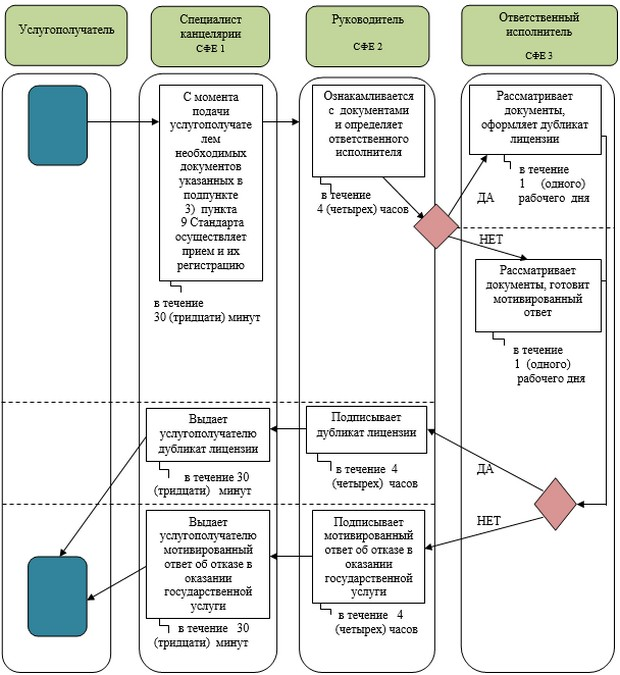 Услугополучатель
Специалист
канцелярии
СФЕ 1
Руководитель
СФЕ 2
Ответственный
исполнитель
СФЕ 3
С момента
подачи
услугополучате
лем
необходимых
документов
указанных в
подпункте
3) пункта
9 Стандарта
осуществляет
прием и их
регистрацию
в течение
30 (тридцати) минут
Ознакамливается
с документами
и определяет
ответственного
исполнителя
в течение
4 (четырех) часов
Рассматривает
документы,
оформляет дубликат
лицензии
в течение
1 (одного)
рабочего дня
ДА
НЕТ
Рассматривает
документы, готовит
мотивированный
ответ
в течение
1 (одного)
рабочего дня
Выдает
услугополучателю
дубликат лицензии
в течение 30
(тридцати) минут
Подписывает
дубликат лицензии
в течение 4
(четырех) часов
ДА
НЕТ
Выдает
услугополучателю
мотивированный
ответ об отказе в
оказании
государственной
услуги
в течение 30
(тридцати) минут
Подписывает
мотивированный
ответ об отказе в
оказании
государственной
услуги
в течение 4
(четырех) часов